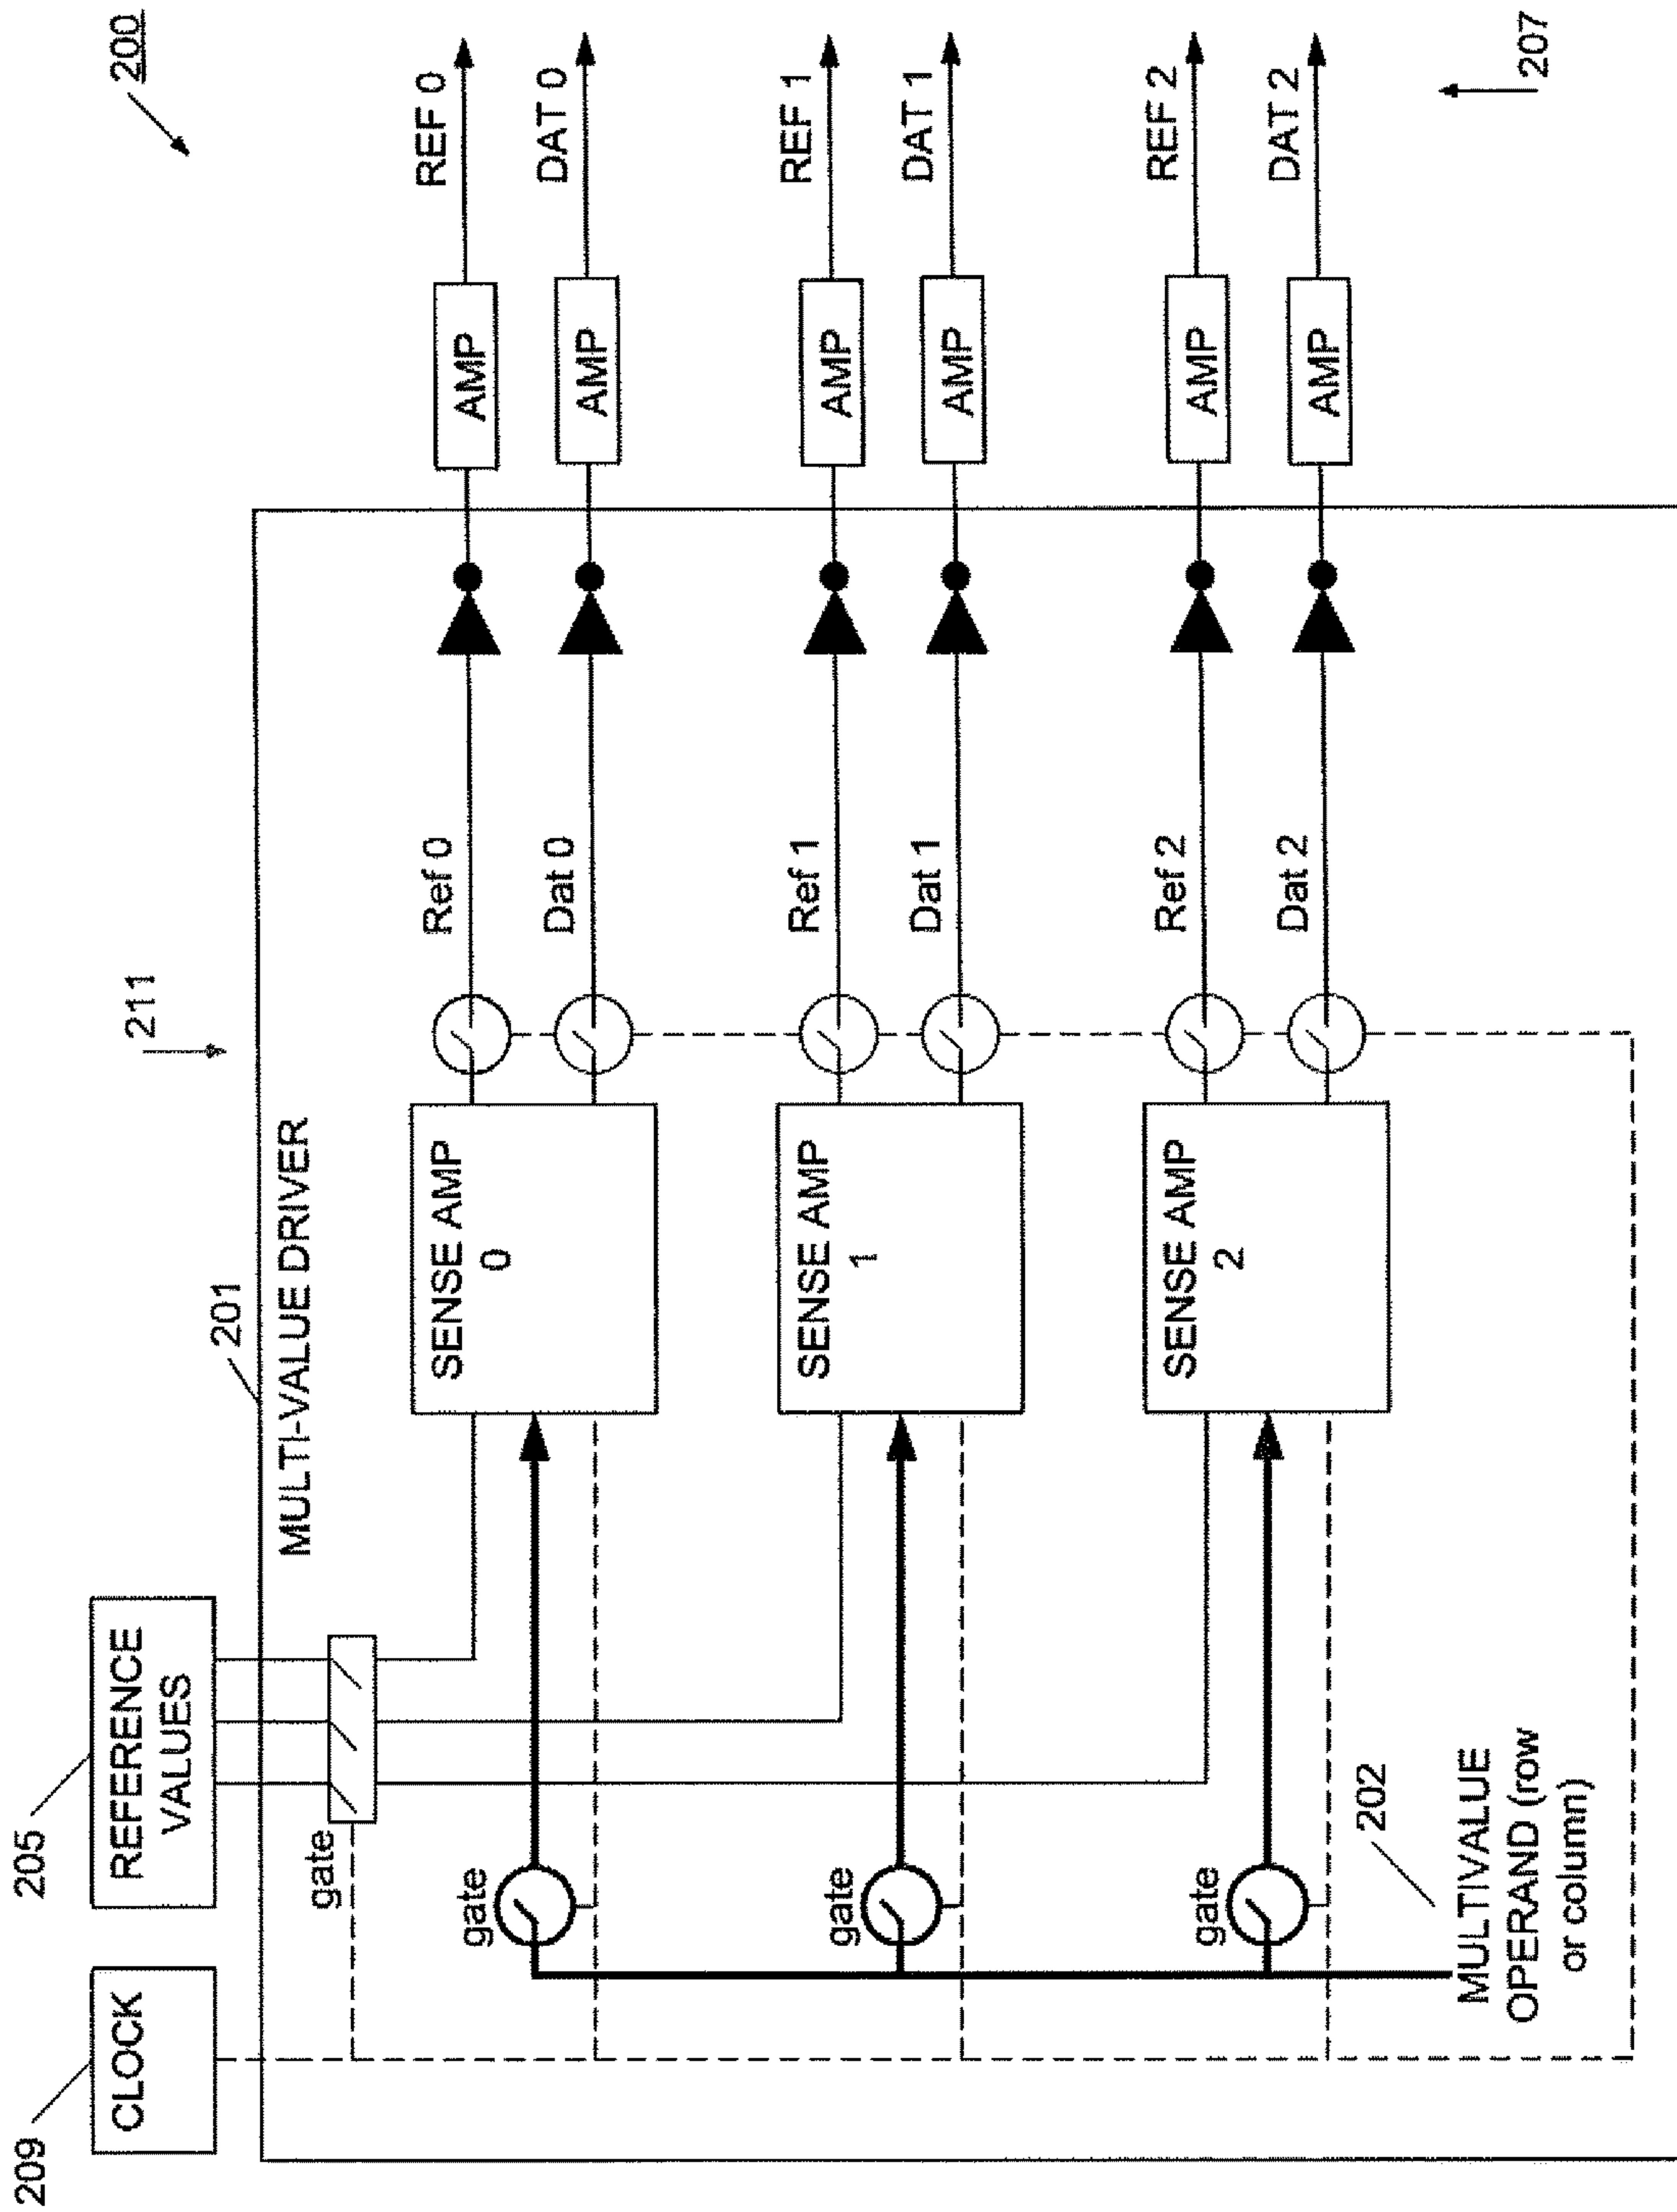 200
209
CLOCK
205
REFERENCE
VALUES
201
211
MULTI-VALUE DRIVER
gate
gate
SENSE AMP
0
Ref 0
Dat 0
AMP
AMP
REF 0
DAT 0
gate
SENSE AMP
1
Ref 1
Dat 1
AMP
AMP
REF 1
DAT 1
gate
SENSE AMP
2
Ref 2
Dat 2
AMP
AMP
REF 2
DAT 2
202
MULTIVALUE
OPERAND (row
or column)
207